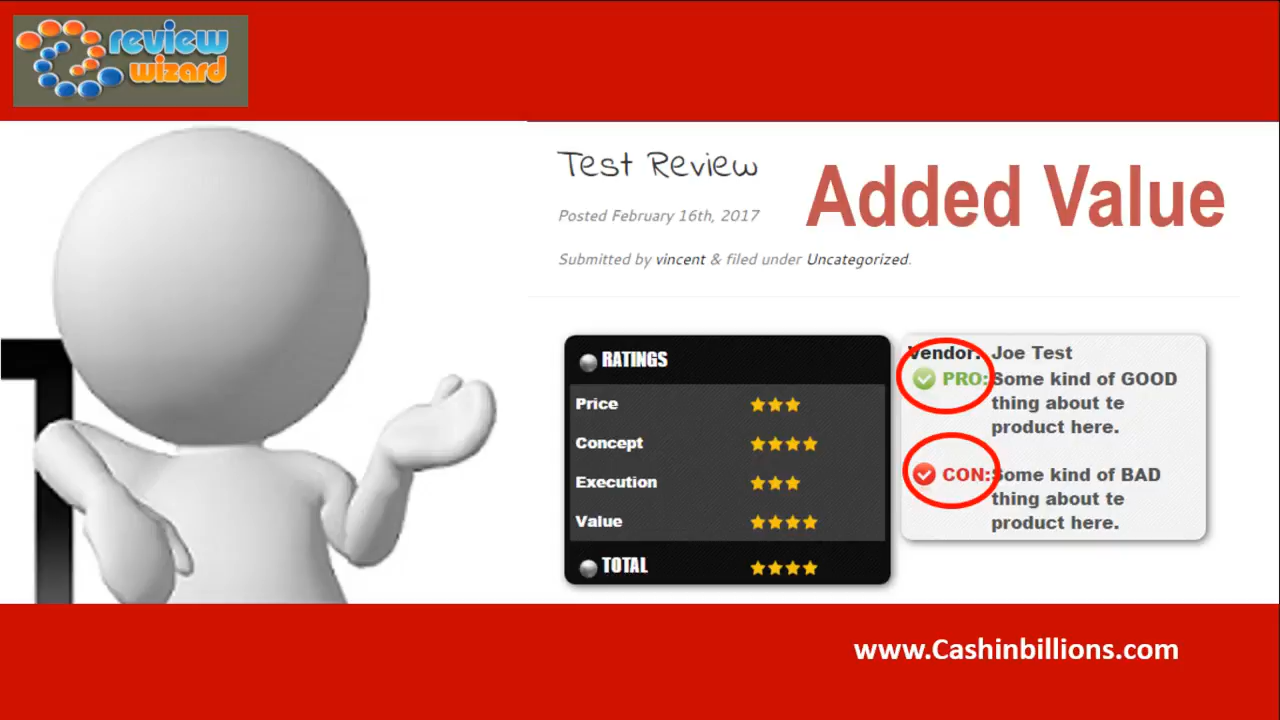 review
wizard
Test Review
Added Value
Posted February 16th, 2017
Submitted by vincent & filed under Uncategorized.
RATINGS
Price
Concept
Execution
Value
TOTAL
Vendor: Joe Test
PRO: Some kind of GOOD
thing about te
product here.
CON: Some kind of BAD
thing about te
product here.
www.Cashinbillions.com